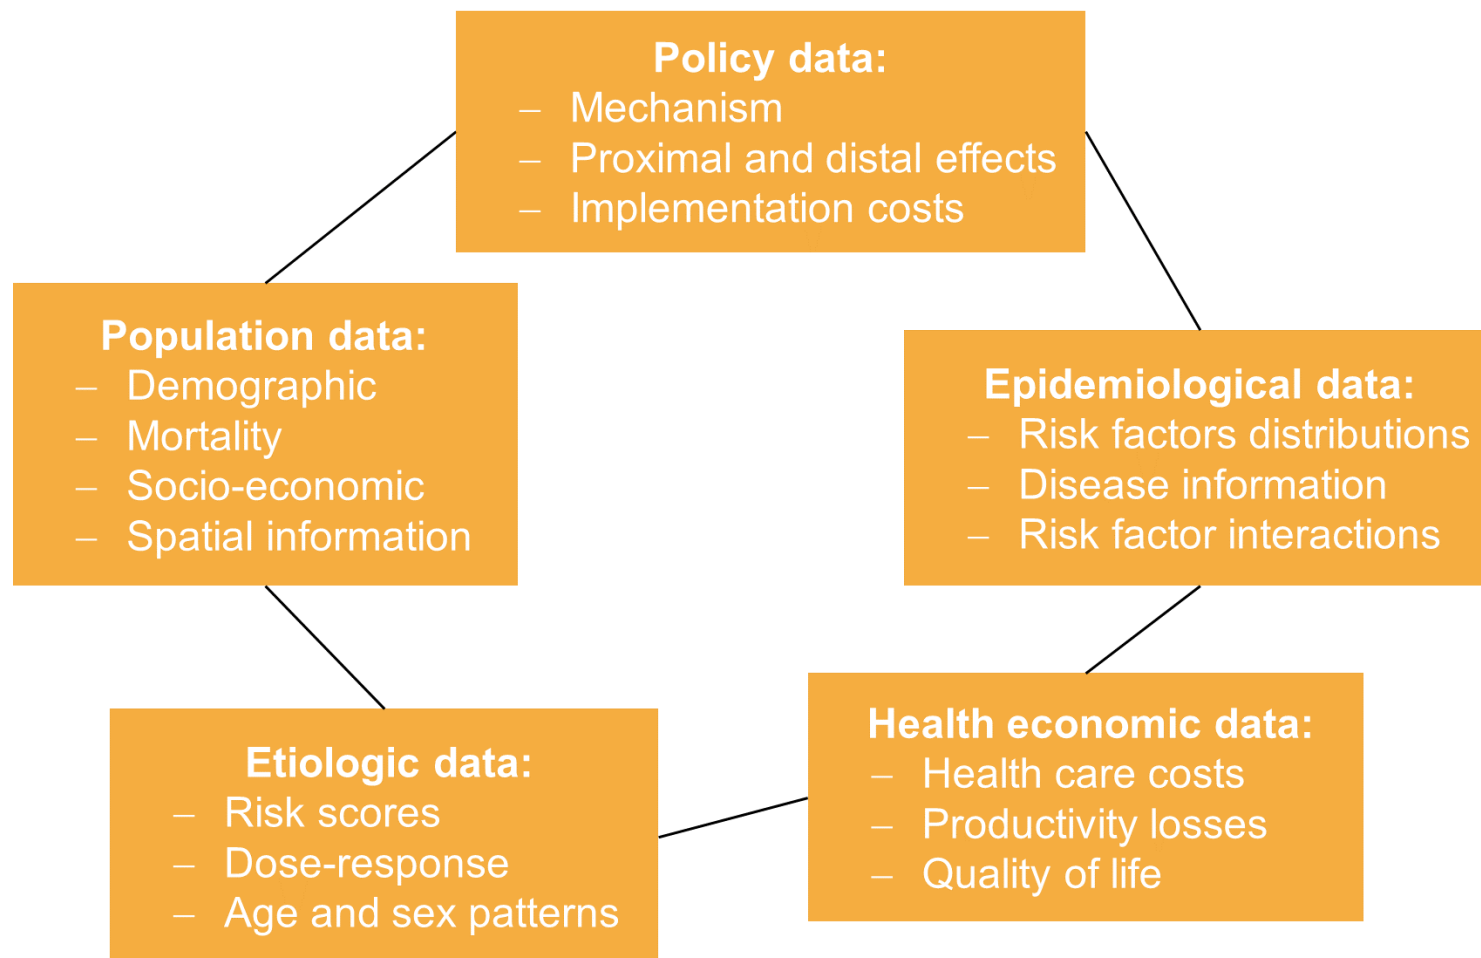 Policy data:
– Mechanism
– Proximal and distal effects
– Implementation costs
Population data:
– Demographic
– Mortality
– Socio-economic
– Spatial information
Epidemiological data:
– Risk factors distributions
– Disease information
– Risk factor interactions
Etiologic data:
– Risk scores
– Dose-response
– Age and sex patterns
Health economic data:
– Health care costs
– Productivity losses
– Quality of life